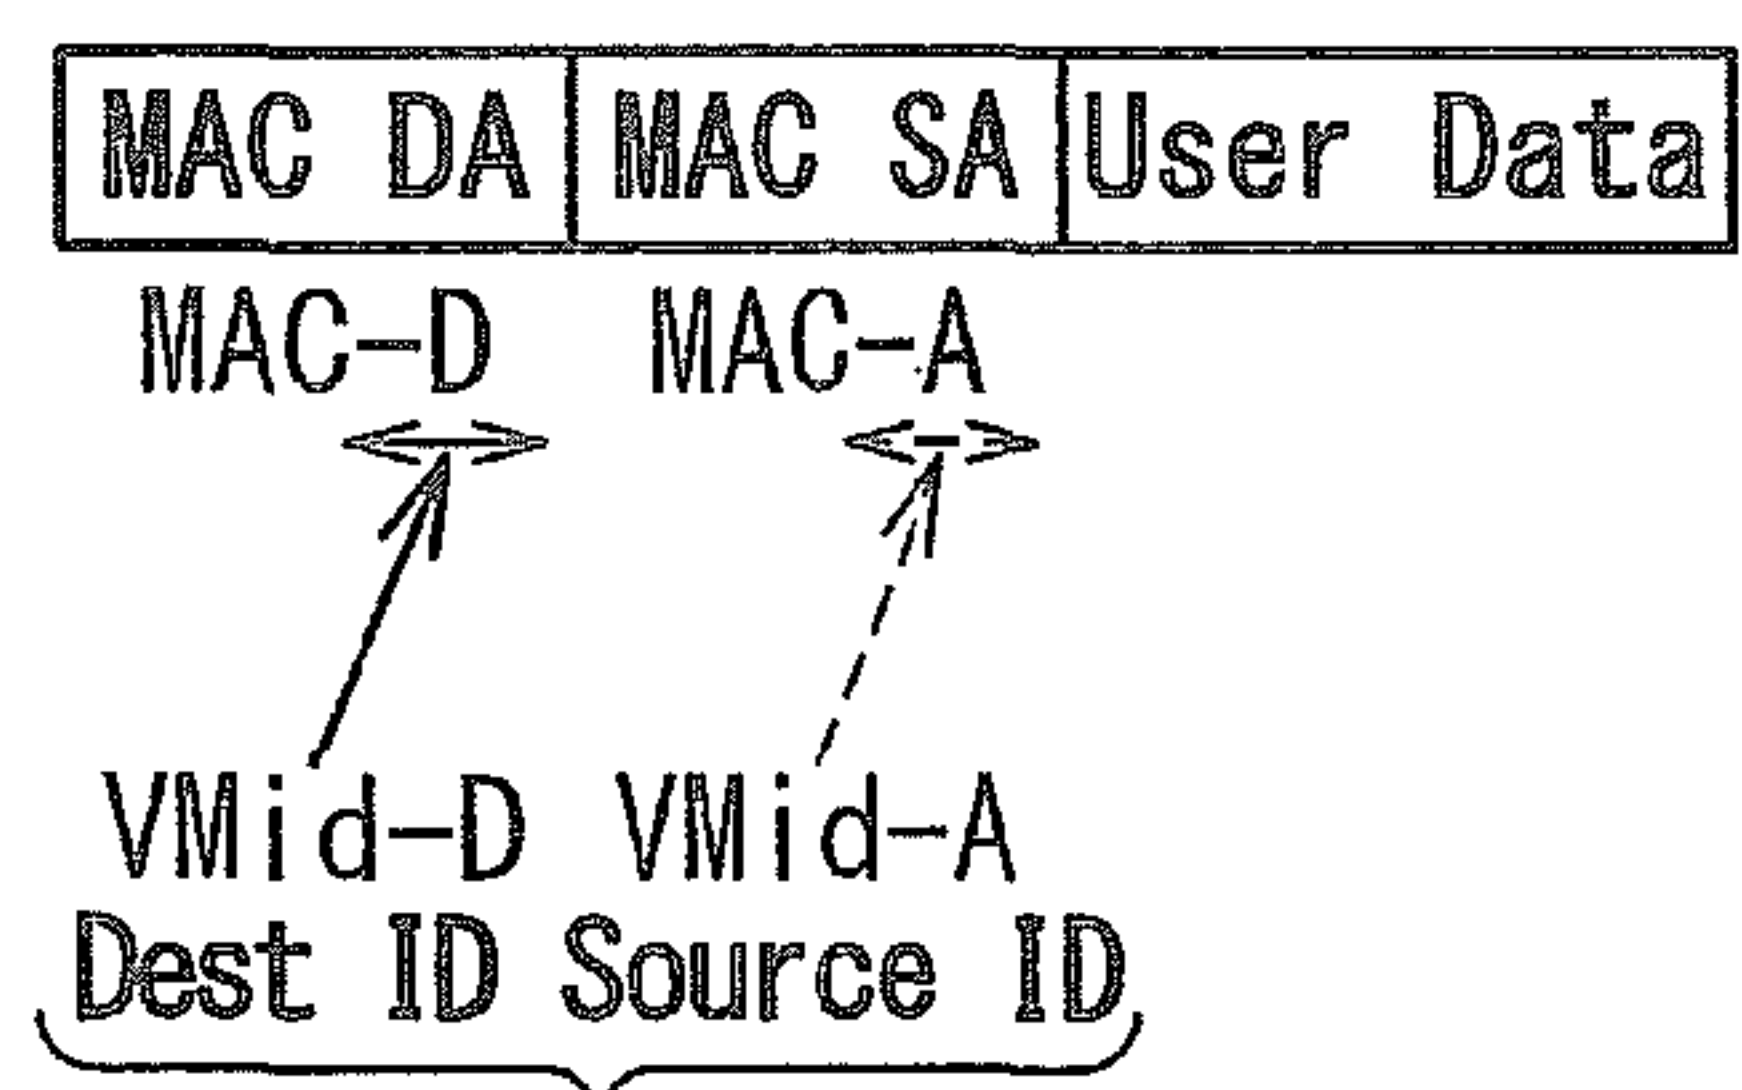 MAC DA MAC SA User Data
MAC-D MAC-A
VMid-D VMid-A
Dest ID Source ID